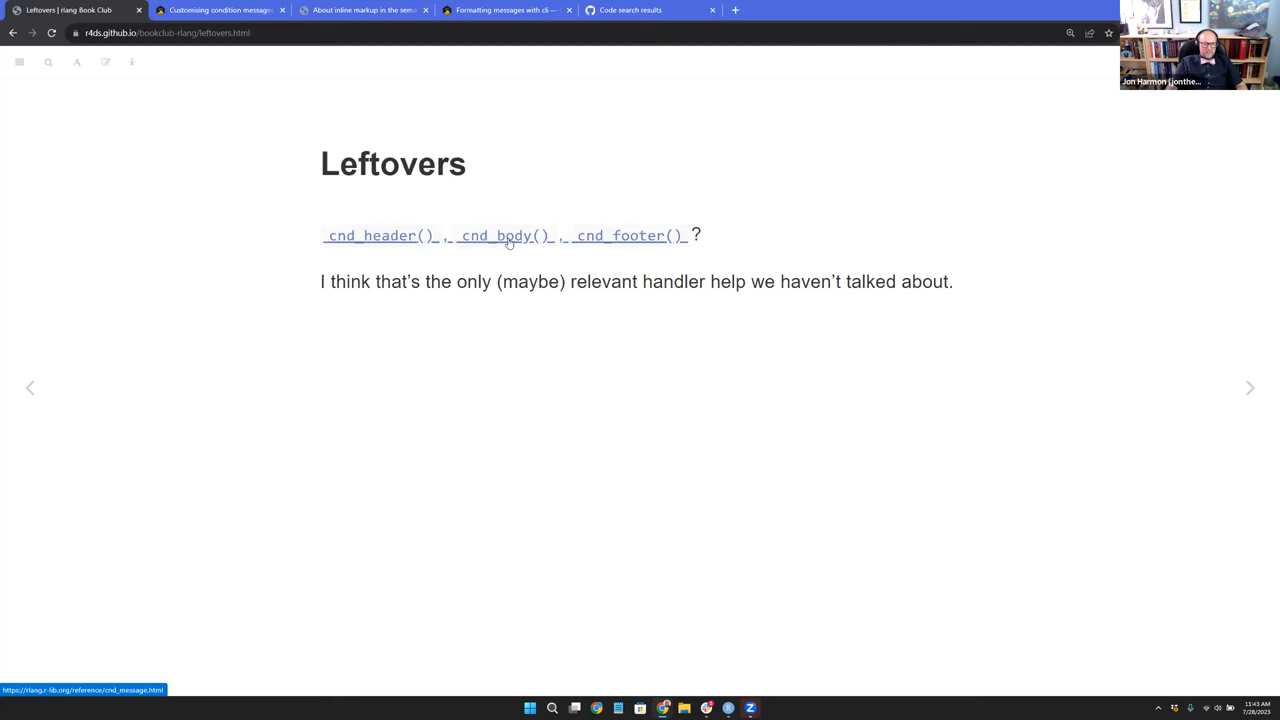 Leftovers | rlang Book Club
Customising condition messages
About inline markup in the sema
Formatting messages with cli —
Code search results
r4ds.github.io/bookclub-rlang/leftovers.html
Jon Harmon (jonthe...
Leftovers
cnd_header(), cnd_body(), cnd_footer() ?
I think that's the only (maybe) relevant handler help we haven't talked about.
https://rlang.r-lib.org/reference/cnd_message.html
11:43 AM
7/28/2023